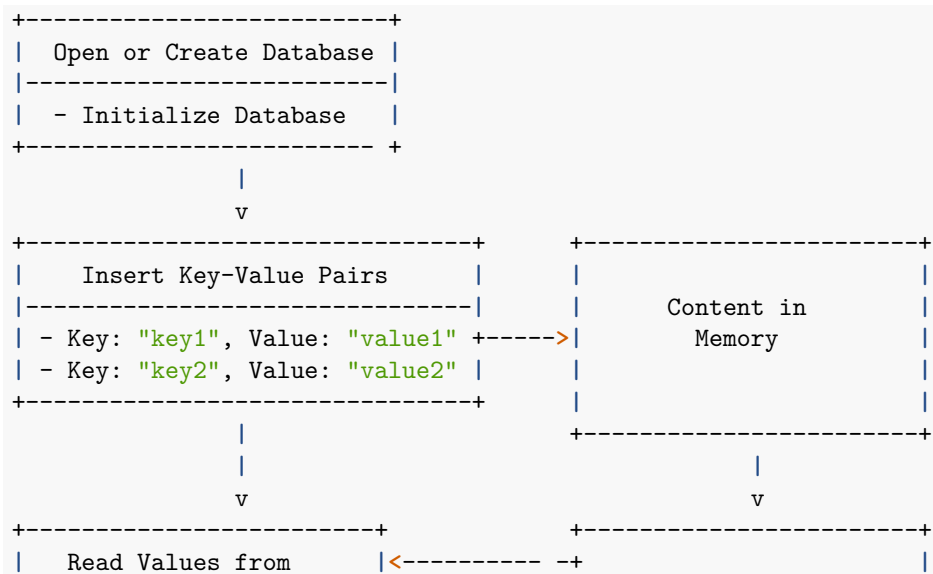 +--------------------------+
|  Open or Create Database |
|--------------------------|
|  - Initialize Database   |
+------------------------- +
                |
                v
+--------------------------------+      +------------------------+
|    Insert Key-Value Pairs      |      |                        |
|--------------------------------|      |      Content in        |
| - Key: "key1", Value: "value1" +----->|        Memory          |
| - Key: "key2", Value: "value2" |      |                        |
+--------------------------------+      |                        |
                |                       +------------------------+
                |                                    |
                v                                    v
+-------------------------+             +------------------------+
|   Read Values from      |<---------- -+                        |